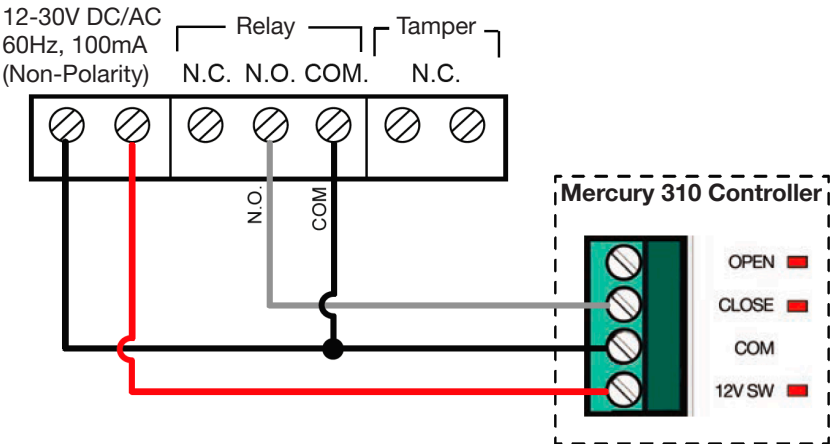 12-30V DC/AC
60Hz, 100mA
(Non-Polarity)
Relay
Tamper
N.C. N.O. COM.
N.C.
N.O.
COM
Mercury 310 Controller
OPEN
CLOSE
COM
12V SW